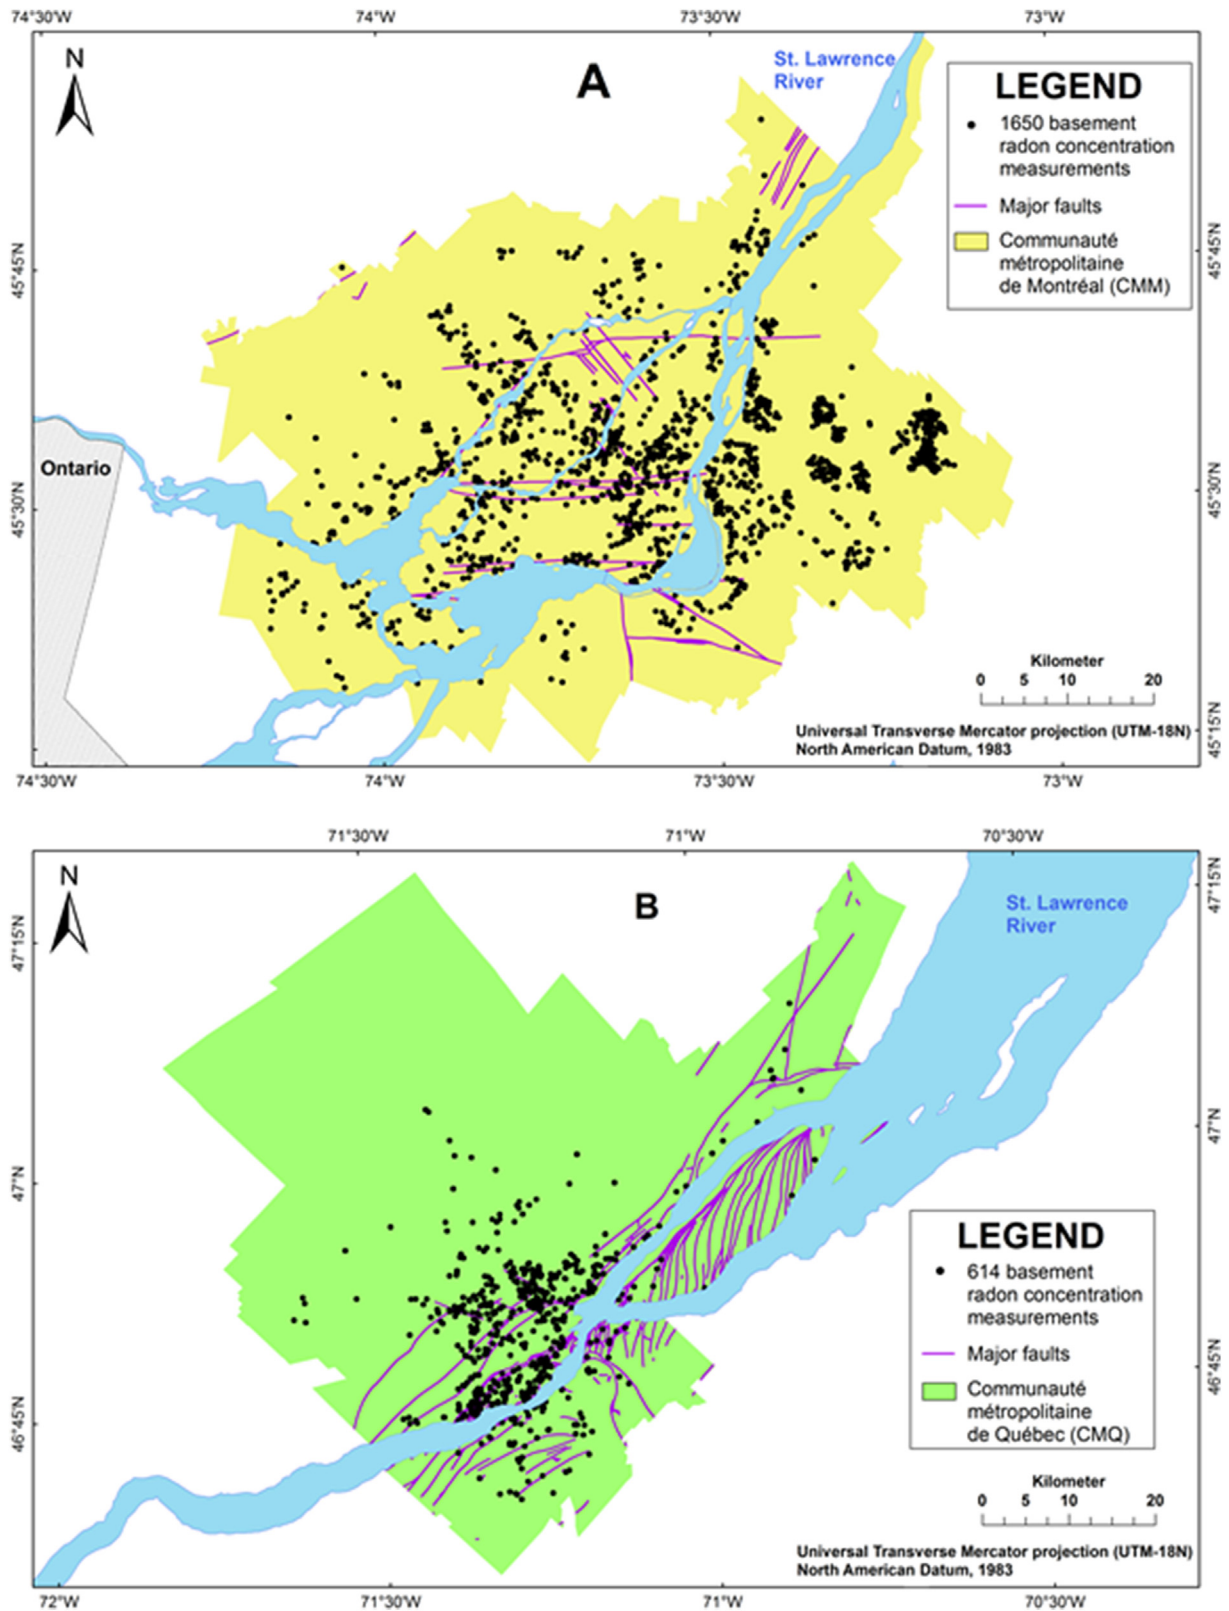 74°30'W 74°W 73°30'W 73°W
N
A
St. Lawrence
River
LEGEND
1650 basement
radon concentration
measurements
Major faults
Communauté
métropolitaine
de Montréal (CMM)
45°45'N 45°45'N
Ontario
45°30'N 45°30'N
Kilometer
0 5 10 20
45°15'N
Universal Transverse Mercator projection (UTM-18N)
North American Datum, 1983
74°30'W 74°W 73°30'W 73°W
71°30'W 71°W 70°30'W
N
B
St. Lawrence
River
47°15'N 47°15'N
47°N 47°N
LEGEND
614 basement
radon concentration
measurements
Major faults
Communauté
métropolitaine
de Québec (CMQ)
46°45'N 46°45'N
Kilometer
0 5 10 20
Universal Transverse Mercator projection (UTM-18N)
North American Datum, 1983
72°W 71°30'W 71°W 70°30'W